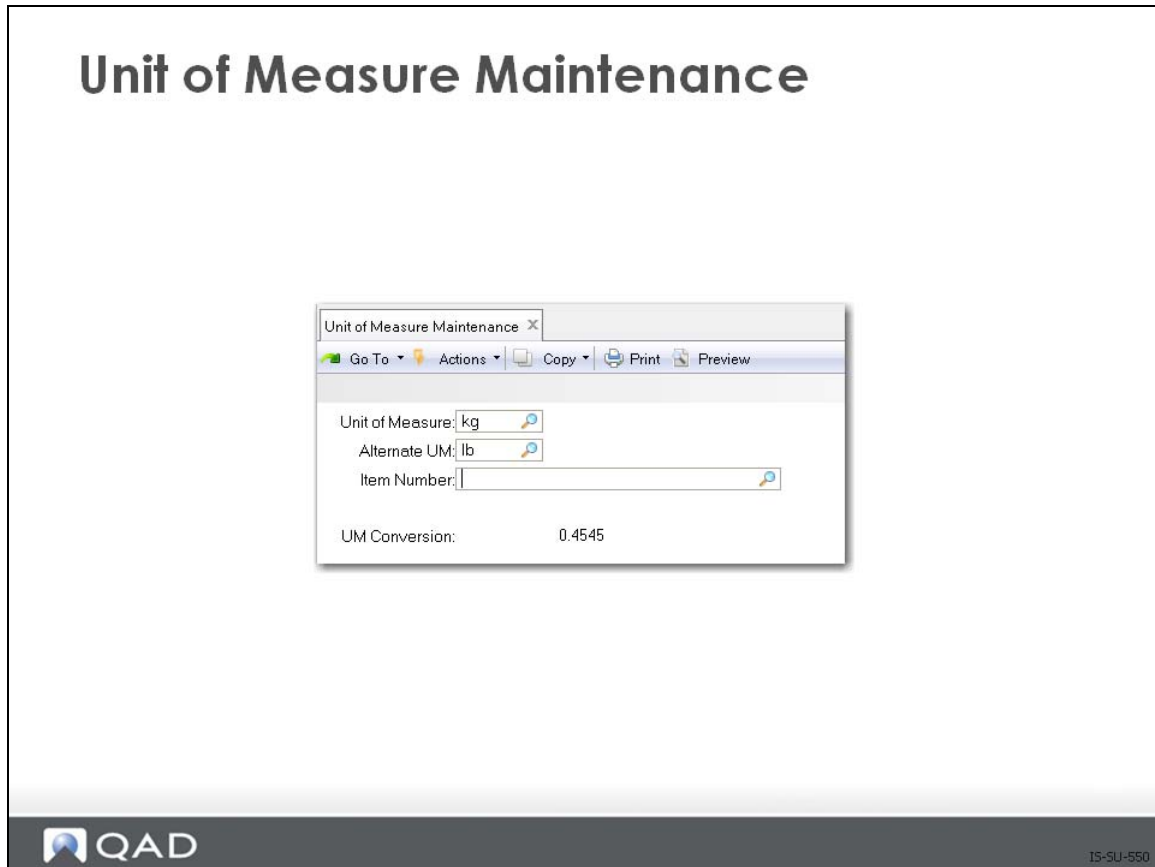 Unit of Measure Maintenance
Unit of Measure Maintenance X
Go To Actions Copy Print Preview
Unit of Measure: kg
Alternate UM: lb
Item Number:
UM Conversion: 0.4545
QAD
IS-SU-550